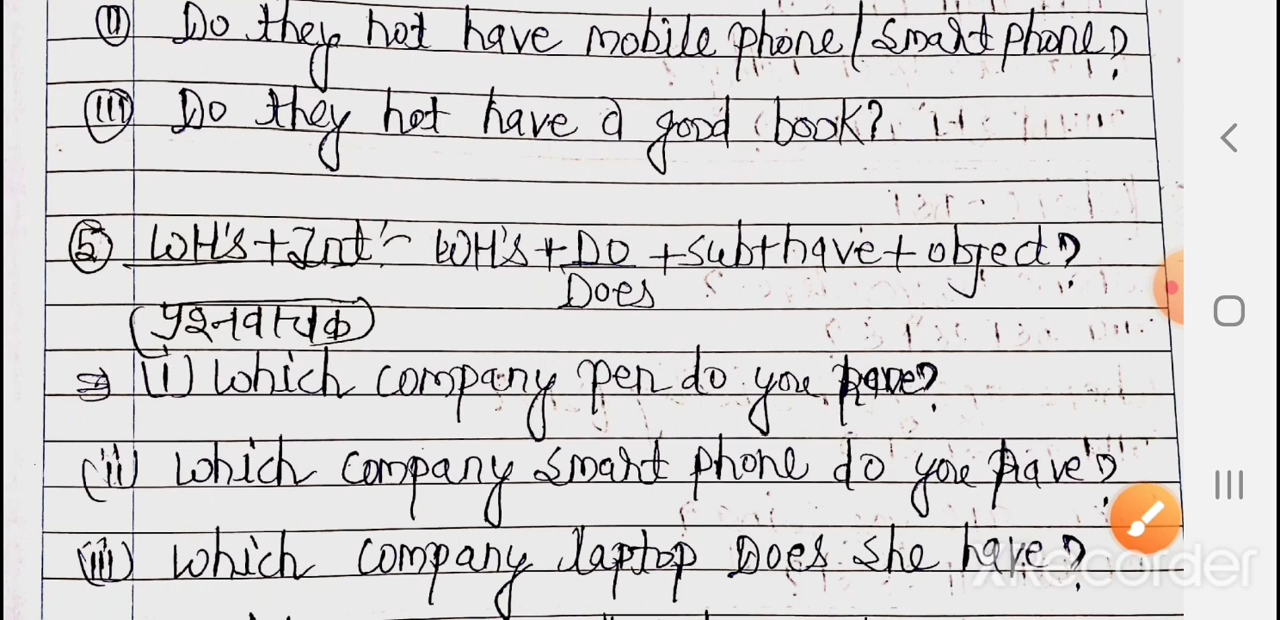 (ii) Do they not have mobile phone/smart phone?
(iii) Do they not have a good book?
(5) WH's + Int :- WH's + Do + sub + have + object?
Does
(प्रश्नवाचक)
⇒ (i) Which company pen do you have?
(ii) Which company smart phone do you have?
(iii) Which company laptop Does she have?
XRecorder